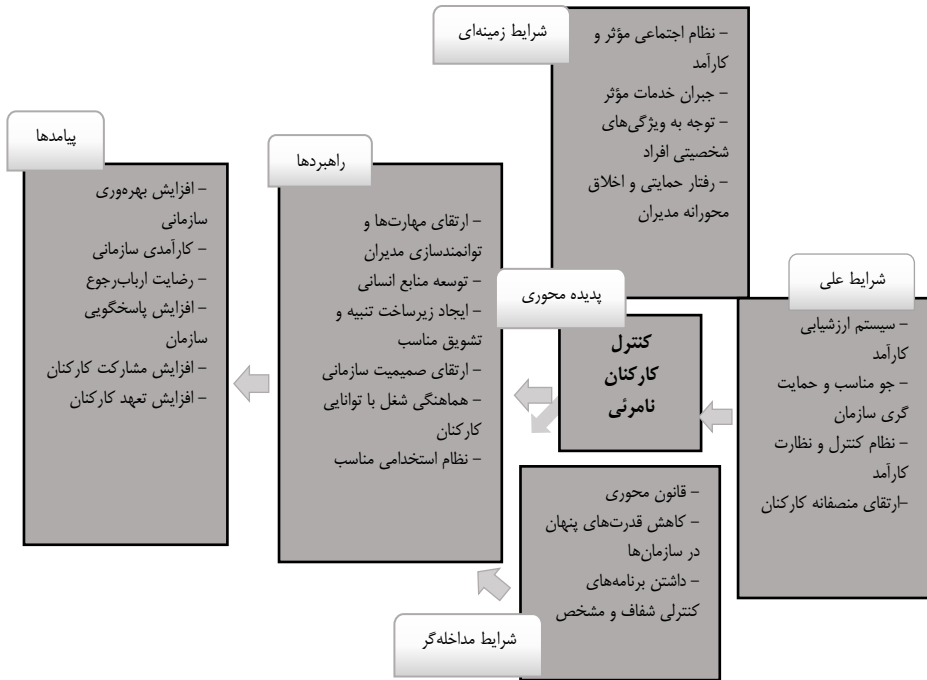 شرایط زمینه‌ای
- نظام اجتماعی مؤثر و
کارآمد
- جبران خدمات مؤثر
- توجه به ویژگی‌های
شخصیتی افراد
- رفتار حمایتی و اخلاق
محورانه مدیران
شرایط علی
- سیستم ارزشیابی
کارآمد
- جو مناسب و حمایت
گری سازمان
- نظام کنترل و نظارت
کارآمد
-ارتقای منصفانه کارکنان
پدیده محوری
کنترل
کارکنان
نامرئی
- قانون محوری
- کاهش قدرت‌های پنهان
در سازمان‌ها
- داشتن برنامه‌های
کنترلی شفاف و مشخص
شرایط مداخله‌گر
راهبردها
- ارتقای مهارت‌ها و
توانمندسازی مدیران
- توسعه منابع انسانی
- ایجاد زیرساخت تنبیه و
تشویق مناسب
- ارتقای صمیمیت سازمانی
- هماهنگی شغل با توانایی
کارکنان
- نظام استخدامی مناسب
پیامدها
- افزایش بهره‌وری
سازمانی
- کارآمدی سازمانی
- رضایت ارباب‌رجوع
- افزایش پاسخگویی
سازمان
- افزایش مشارکت کارکنان
- افزایش تعهد کارکنان